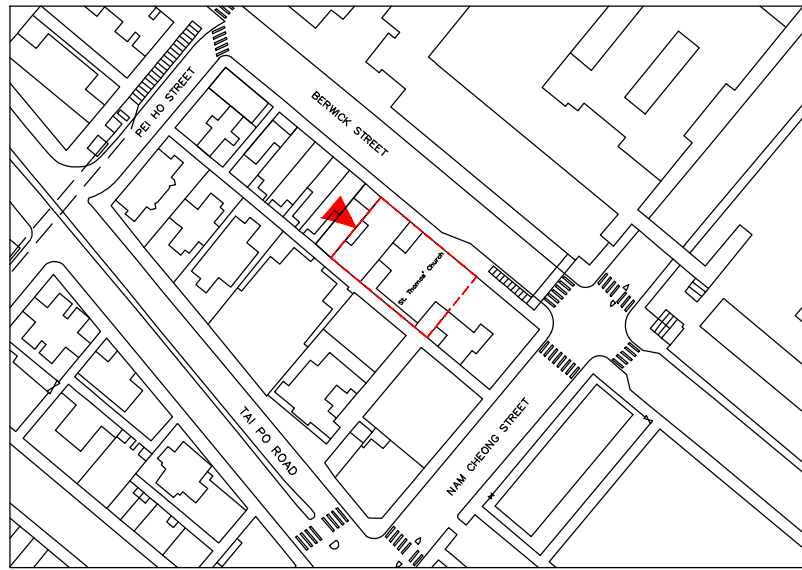 PEI HO STREET
BERWICK STREET
St. Thomas' Church
TAI PO ROAD
NAM CHEONG STREET